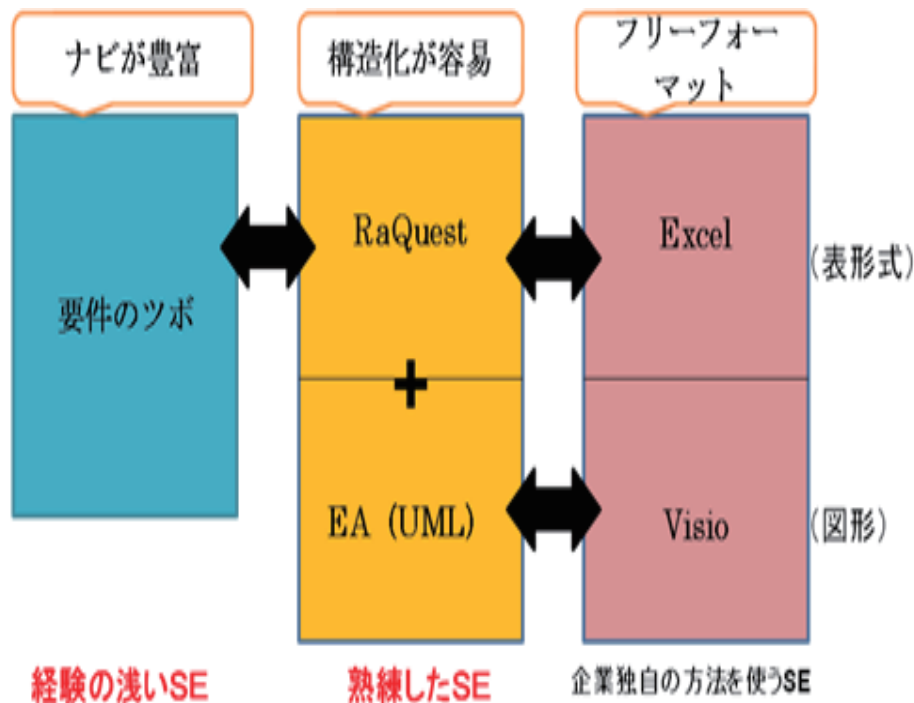 ナビが豊富
構造化が容易
フリーフォー
マット
要件のツボ
RaQuest
Excel
(表形式)
+
EA (UML)
Visio
(図形)
経験の浅いSE
熟練したSE
企業独自の方法を使うSE